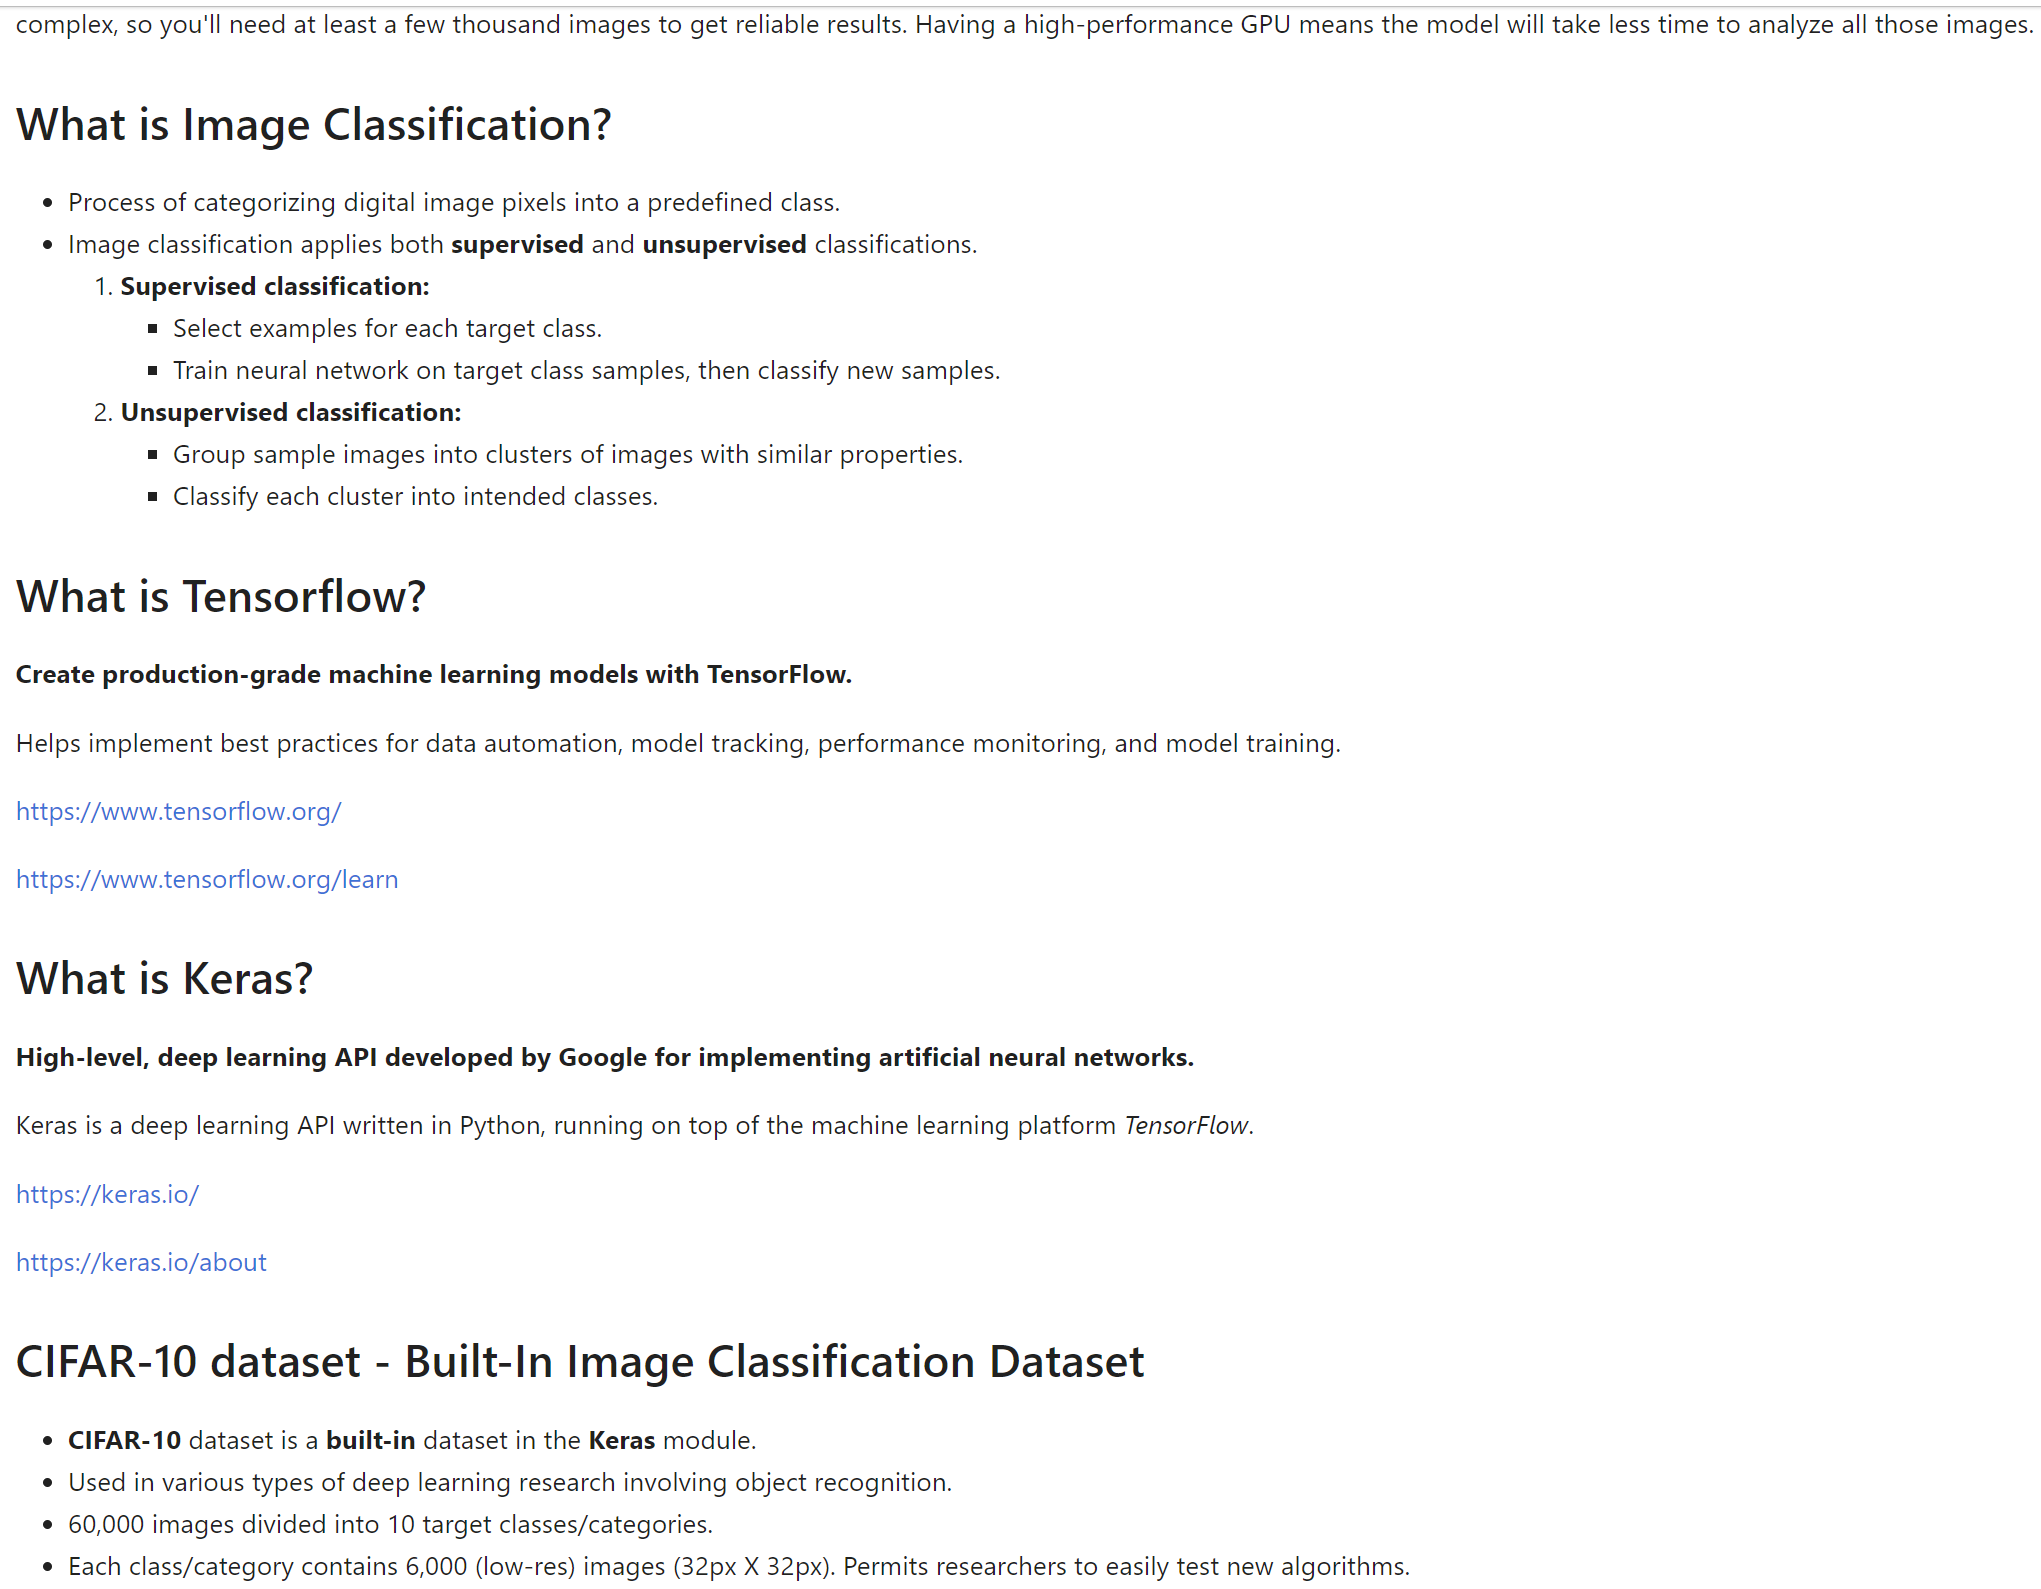 complex, so you'll need at least a few thousand images to get reliable results. Having a high-performance GPU means the model will take less time to analyze all those images.
What is Image Classification?
• Process of categorizing digital image pixels into a predefined class.
• Image classification applies both supervised and unsupervised classifications.
1. Supervised classification:
▪ Select examples for each target class.
▪ Train neural network on target class samples, then classify new samples.
2. Unsupervised classification:
▪ Group sample images into clusters of images with similar properties.
▪ Classify each cluster into intended classes.
What is Tensorflow?
Create production-grade machine learning models with TensorFlow.
Helps implement best practices for data automation, model tracking, performance monitoring, and model training.
https://www.tensorflow.org/
https://www.tensorflow.org/learn
What is Keras?
High-level, deep learning API developed by Google for implementing artificial neural networks.
Keras is a deep learning API written in Python, running on top of the machine learning platform TensorFlow.
https://keras.io/
https://keras.io/about
CIFAR-10 dataset - Built-In Image Classification Dataset
• CIFAR-10 dataset is a built-in dataset in the Keras module.
• Used in various types of deep learning research involving object recognition.
• 60,000 images divided into 10 target classes/categories.
• Each class/category contains 6,000 (low-res) images (32px X 32px). Permits researchers to easily test new algorithms.